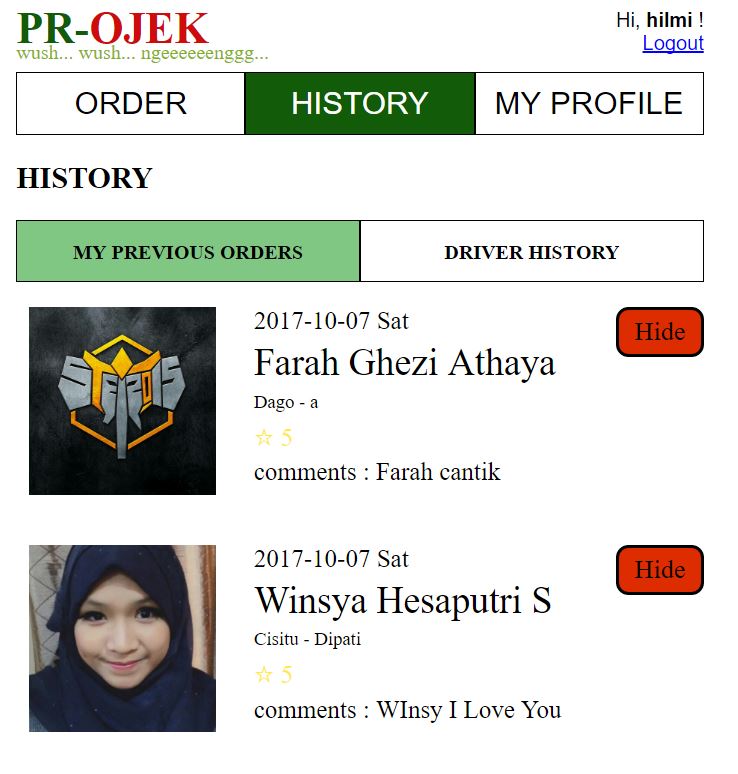 PR-OJEK
wush... wush... ngeeeeeenggg...
Hi, hilmi !
Logout
ORDER
HISTORY
MY PROFILE
HISTORY
MY PREVIOUS ORDERS
DRIVER HISTORY
2017-10-07 Sat
Farah Ghezi Athaya
Dago - a
☆ 5
comments : Farah cantik
Hide
2017-10-07 Sat
Winsya Hesaputri S
Cisitu - Dipati
☆ 5
comments : WInsy I Love You
Hide